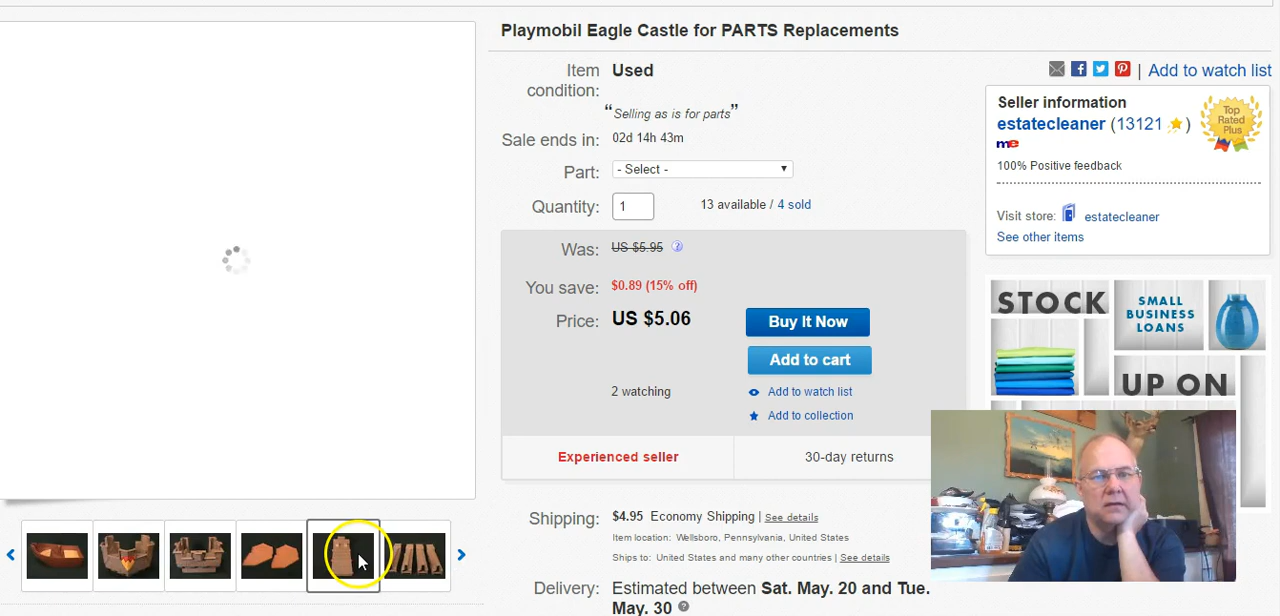 Playmobil Eagle Castle for PARTS Replacements
Item condition: Used
“Selling as is for parts”
Sale ends in: 02d 14h 43m
Part: - Select -
Quantity: 1 13 available / 4 sold
Was: US $5.95
You save: $0.89 (15% off)
Price: US $5.06
Buy It Now
Add to cart
2 watching
Add to watch list
Add to collection
Experienced seller
30-day returns
Shipping: $4.95 Economy Shipping | See details
Item location: Wellsboro, Pennsylvania, United States
Ships to: United States and many other countries | See details
Delivery: Estimated between Sat. May. 20 and Tue. May. 30
| Add to watch list
Seller information
estatecleaner (13121 )
me
100% Positive feedback
Top Rated Plus
Visit store: estatecleaner
See other items
STOCK
SMALL
BUSINESS
LOANS
UP ON